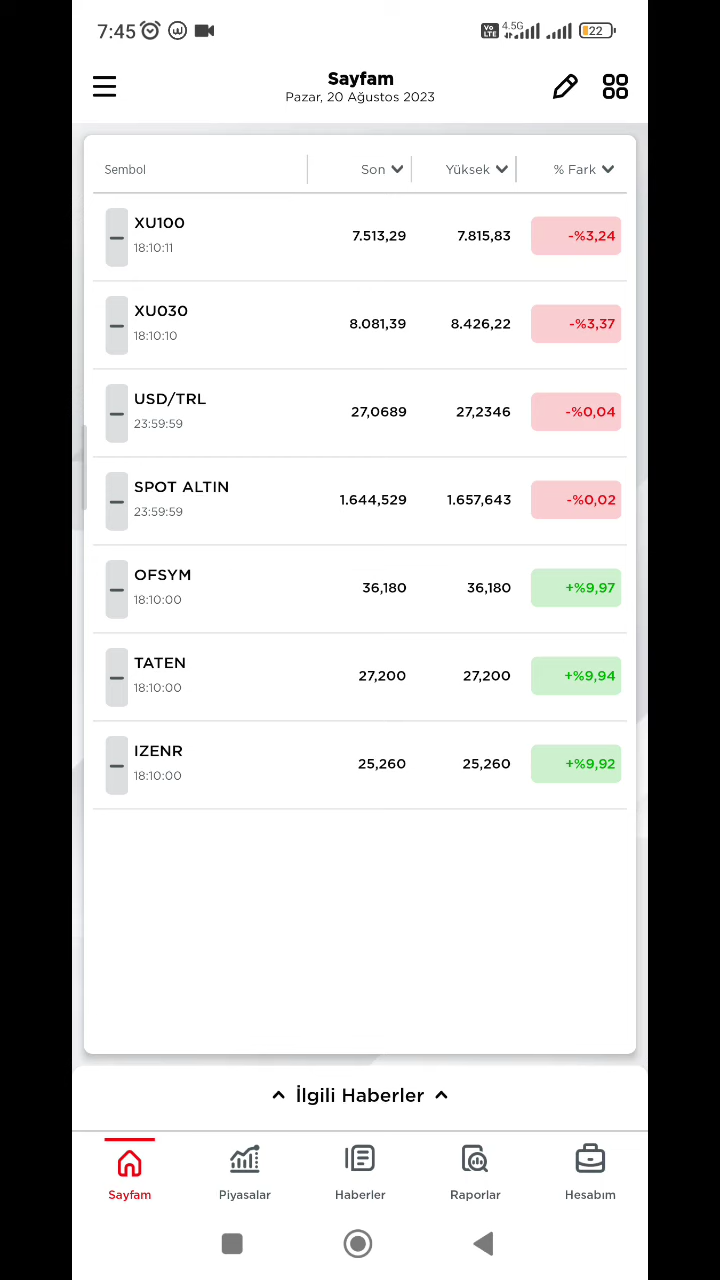 7:45 Vo LTE 4.5G 22
Sayfam
Pazar, 20 Ağustos 2023
Sembol Son Yüksek % Fark
XU100 7.513,29 7.815,83 -%3,24
18:10:11
XU030 8.081,39 8.426,22 -%3,37
18:10:10
USD/TRL 27,0689 27,2346 -%0,04
23:59:59
SPOT ALTIN 1.644,529 1.657,643 -%0,02
23:59:59
OFSYM 36,180 36,180 +%9,97
18:10:00
TATEN 27,200 27,200 +%9,94
18:10:00
IZENR 25,260 25,260 +%9,92
18:10:00
İlgili Haberler
Sayfam Piyasalar Haberler Raporlar Hesabım